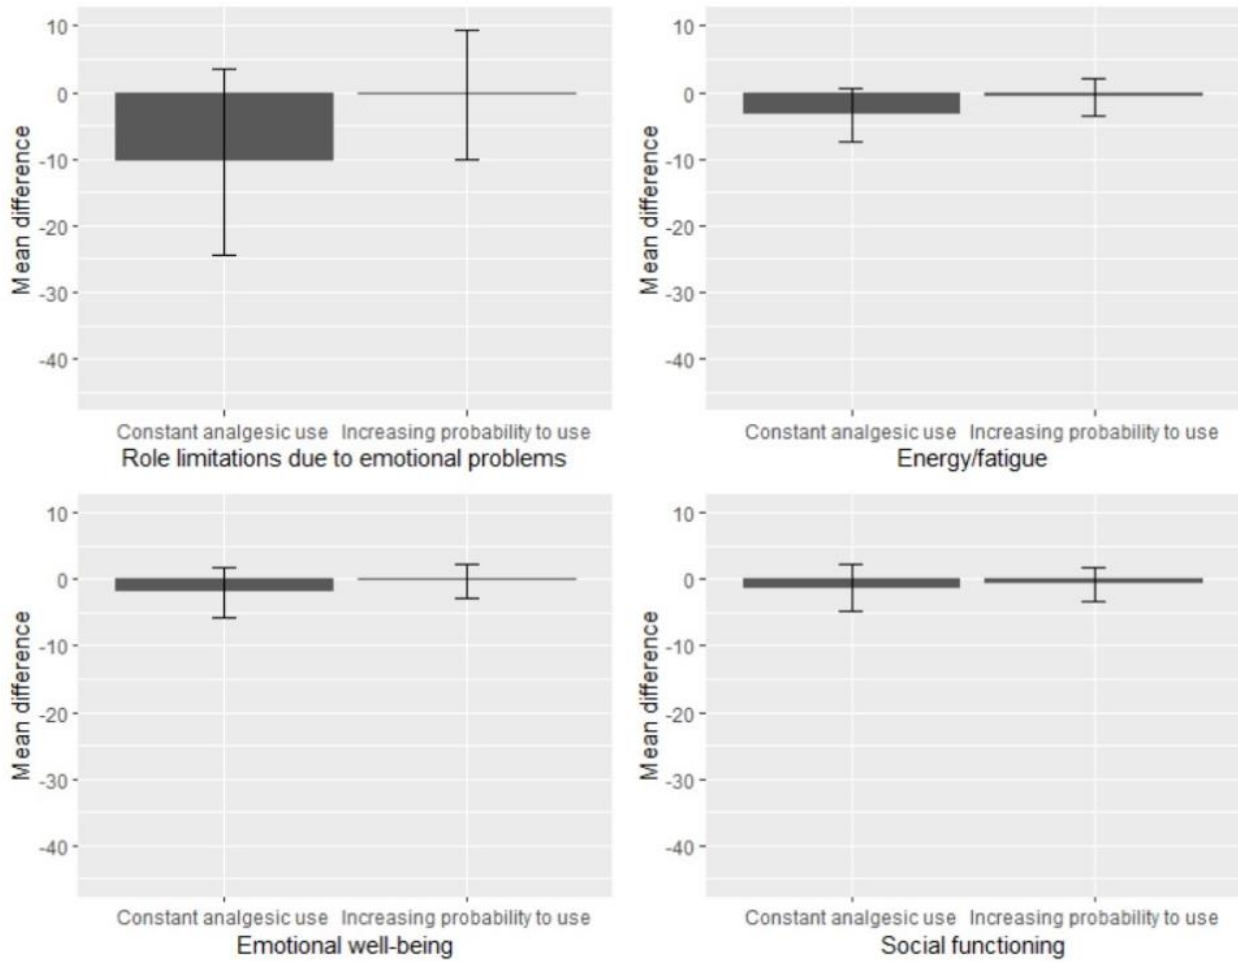 10
0
-10
-20
-30
-40
Mean difference
Constant analgesic use Increasing probability to use
Role limitations due to emotional problems
10
0
-10
-20
-30
-40
Mean difference
Constant analgesic use Increasing probability to use
Energy/fatigue
10
0
-10
-20
-30
-40
Mean difference
Constant analgesic use Increasing probability to use
Emotional well-being
10
0
-10
-20
-30
-40
Mean difference
Constant analgesic use Increasing probability to use
Social functioning